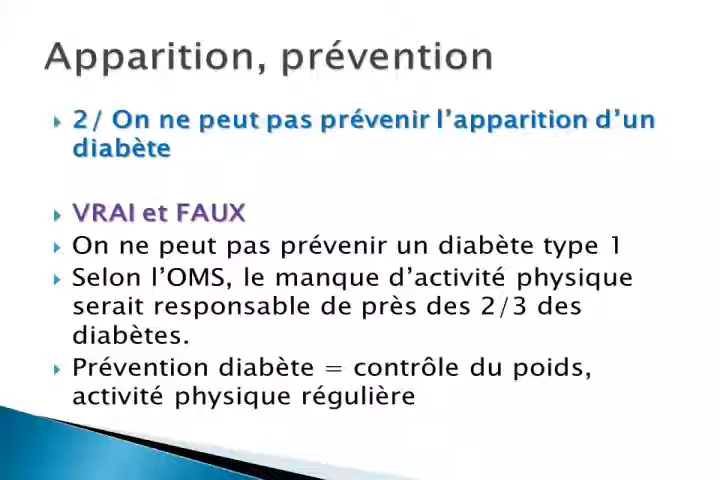 Apparition, prévention
2/ On ne peut pas prévenir l’apparition d’un
diabète
VRAI et FAUX
On ne peut pas prévenir un diabète type 1
Selon l’OMS, le manque d’activité physique
serait responsable de près des 2/3 des
diabètes.
Prévention diabète = contrôle du poids,
activité physique régulière